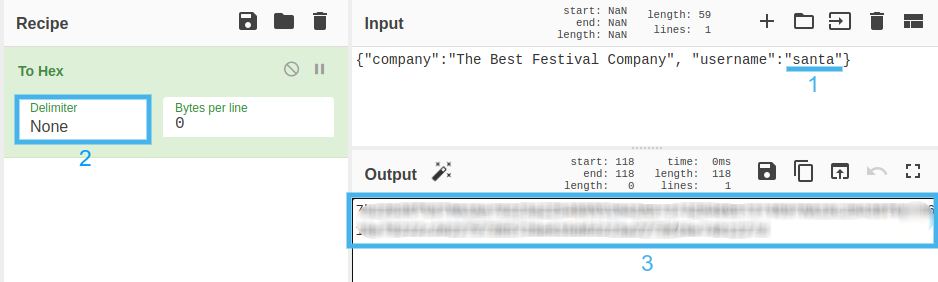 Recipe
To Hex
Delimiter
None
Bytes per line
0
2
Input
start: NaN
end: NaN
length: NaN
length: 59
lines: 1
{"company":"The Best Festival Company", "username":"santa"}
1
Output
start: 118
end: 118
length: 0
time: 0ms
length: 118
lines: 1
3